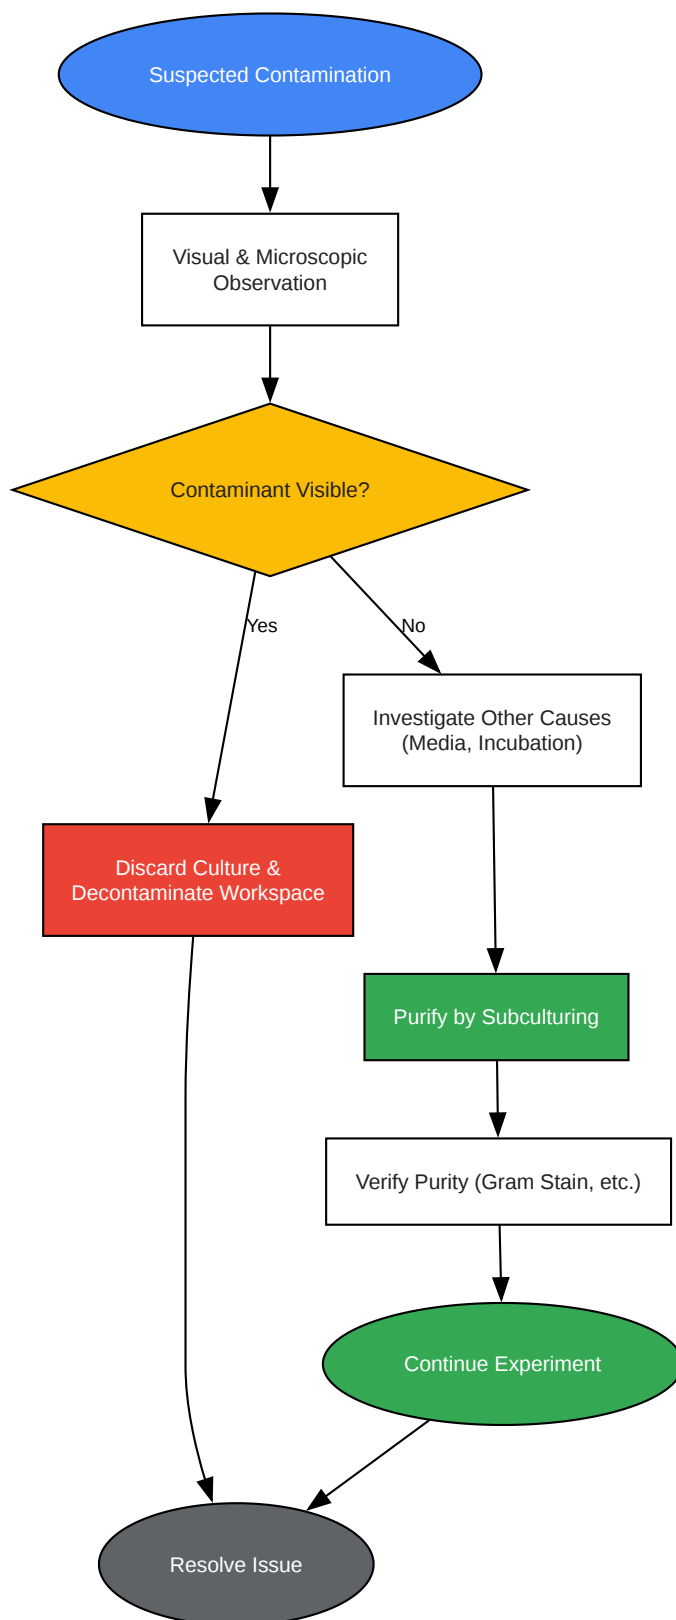 Suspected Contamination
Visual & Microscopic
Observation
Contaminant Visible?
Yes
No
Investigate Other Causes
(Media, Incubation)
Discard Culture &
Decontaminate Workspace
Purify by Subculturing
Verify Purity (Gram Stain, etc.)
Continue Experiment
Resolve Issue